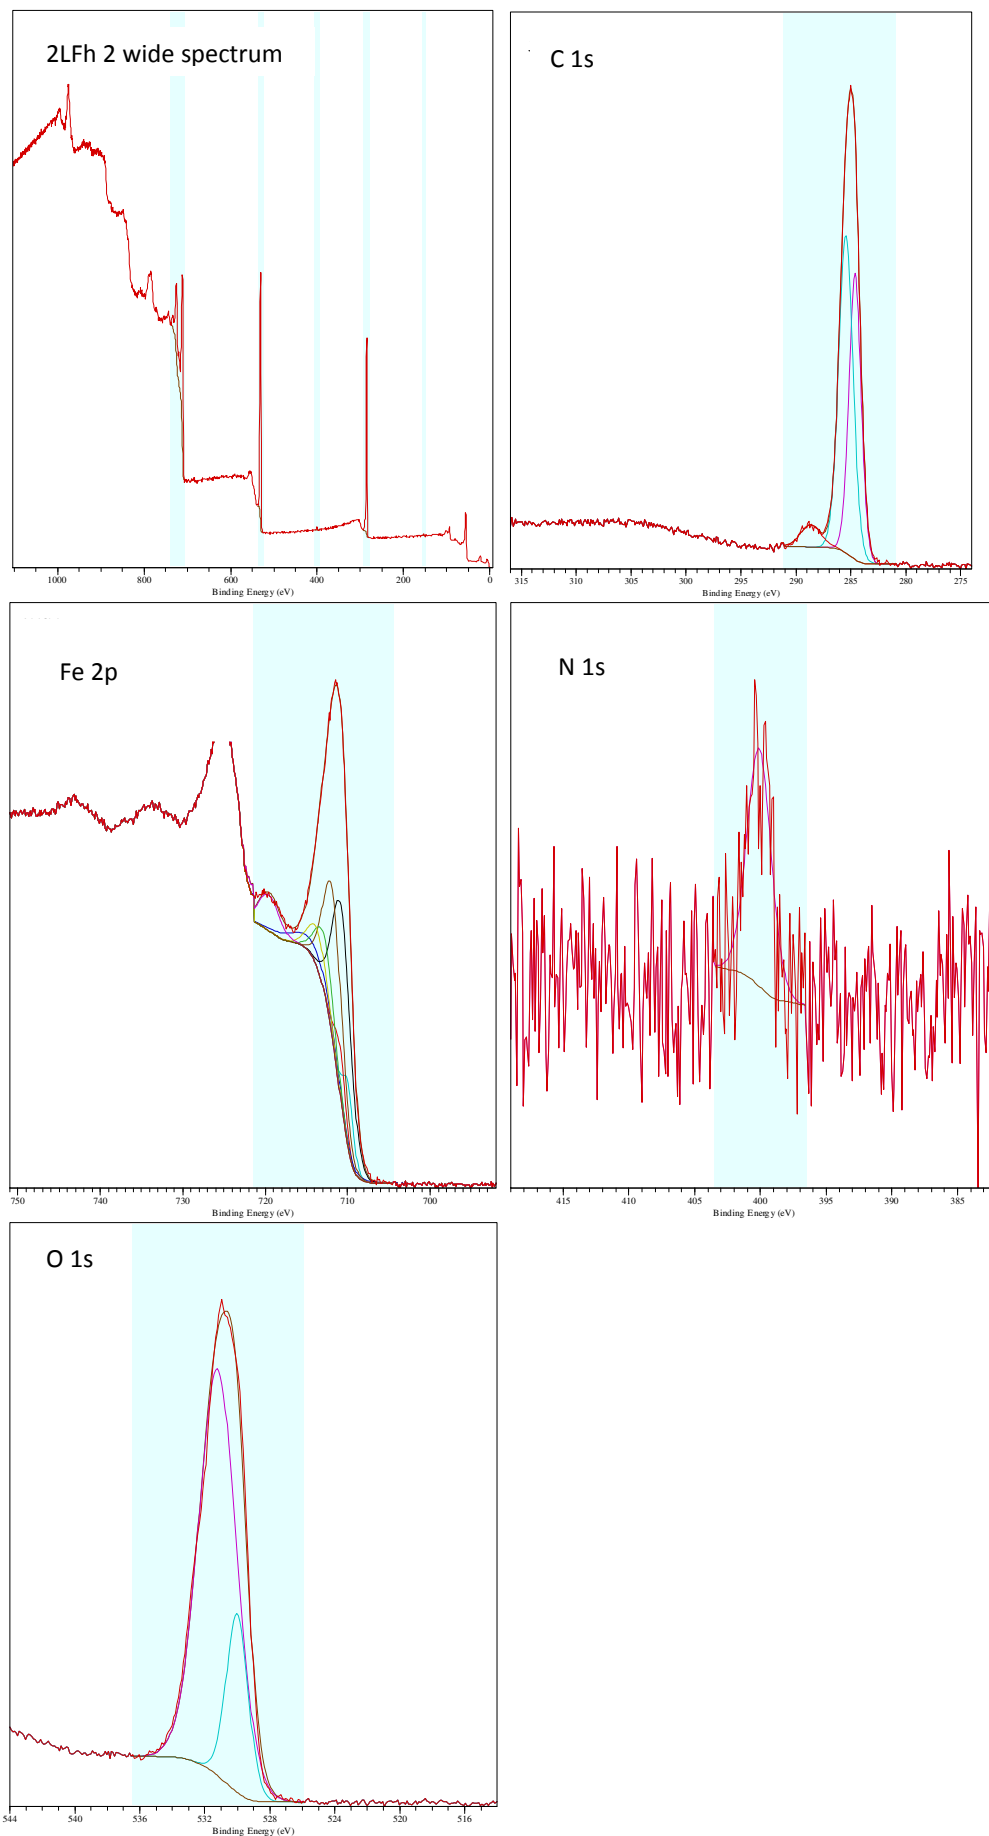 2LFh 2 wide spectrum
1000 800 600 400 200 0
Binding Energy (eV)
C 1s
315 310 305 300 295 290 285 280 275
Binding Energy (eV)
Fe 2p
750 740 730 720 710 700
Binding Energy (eV)
N 1s
415 410 405 400 395 390 385
Binding Energy (eV)
O 1s
544 540 536 532 528 524 520 516
Binding Energy (eV)